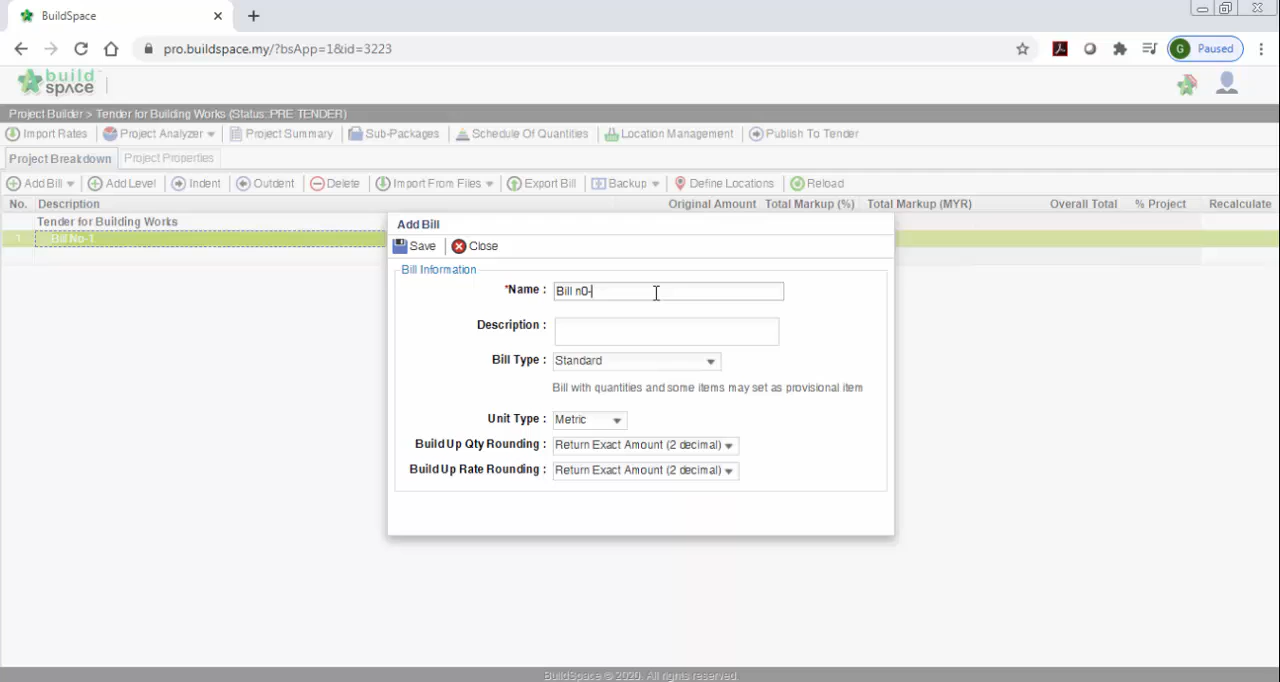 BuildSpace
pro.buildspace.my/?bsApp=1&id=3223
G Paused
build space
Project Builder > Tender for Building Works (Status: PRE TENDER)
Import Rates Project Analyzer Project Summary Sub-Packages Schedule Of Quantities Location Management Publish To Tender
Project Breakdown Project Properties
Add Bill Add Level Indent Outdent Delete Import From Files Export Bill Backup Define Locations Reload
No. Description Original Amount Total Markup (%) Total Markup (MYR) Overall Total % Project Recalculate
Tender for Building Works
1 Bill No-1
Add Bill
Save Close
Bill Information
*Name : Bill n0-
Description :
Bill Type : Standard
Bill with quantities and some items may set as provisional item
Unit Type : Metric
Build Up Qty Rounding : Return Exact Amount (2 decimal)
Build Up Rate Rounding : Return Exact Amount (2 decimal)
BuildSpace © 2020. All rights reserved.